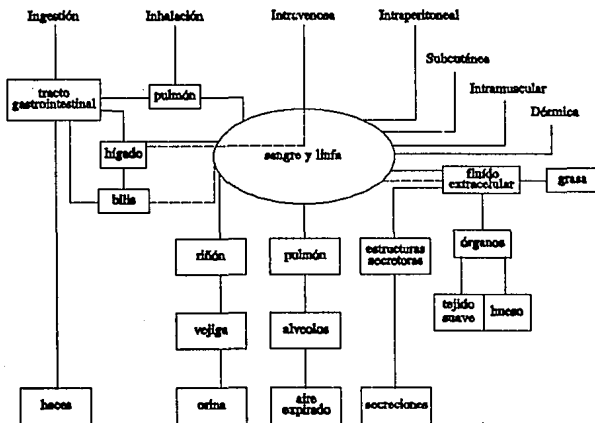 Ingestión
Inhalación
Intravenosa
Intraperitoneal
Subcutánea
Intramuscular
Dérmica
tracto
gastrointestinal
pulmón
hígado
bilis
sangre y linfa
fluído
extracelular
grasa
riñón
pulmón
estructuras
secretoras
órganos
tejido
suave
hueso
vejiga
alveolos
heces
orina
aire
expirado
secreciones